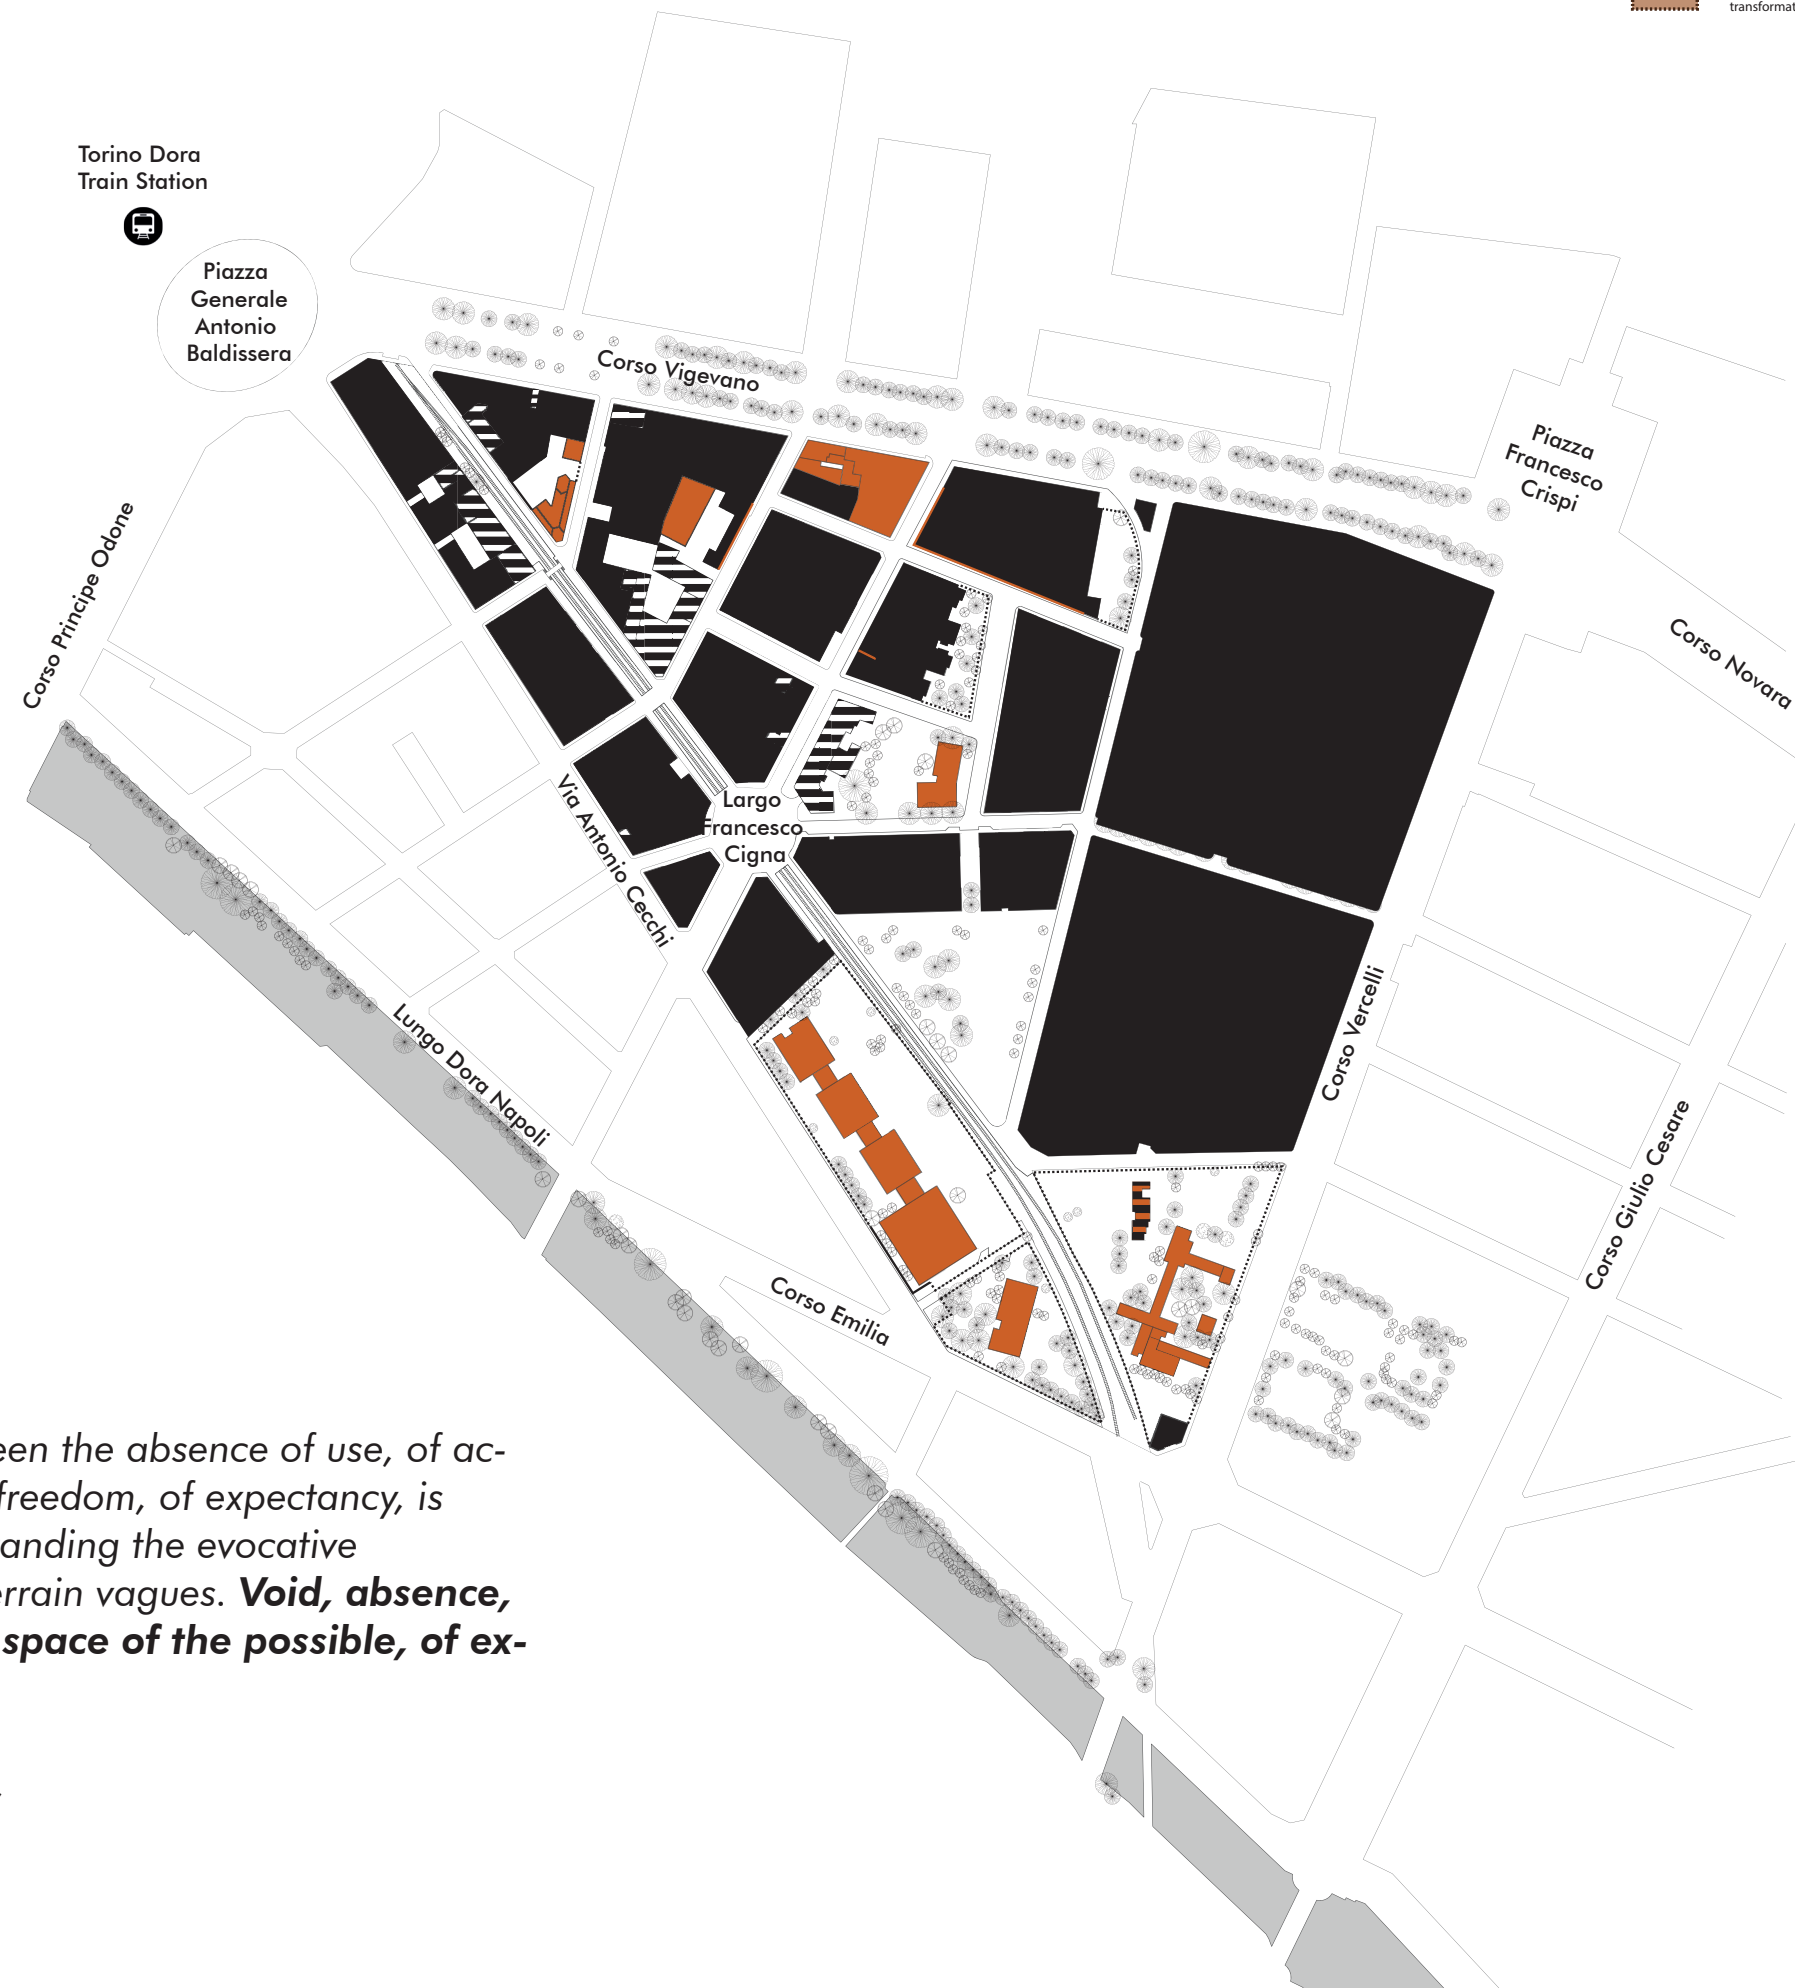 transformat
Torino Dora
Train Station
Piazza
Generale
Antonio
Baldissera
Corso Vigevano
Piazza
Francesco
Crispi
Corso Principe Odone
Corso Novara
Largo
Francesco
Cigna
Via Antonio Cecchi
Corso Vercelli
Lungo Dora Napoli
Corso Giulio Cesare
Corso Emilia
een the absence of use, of ac-
freedom, of expectancy, is
anding the evocative
errain vagues. Void, absence,
space of the possible, of ex-